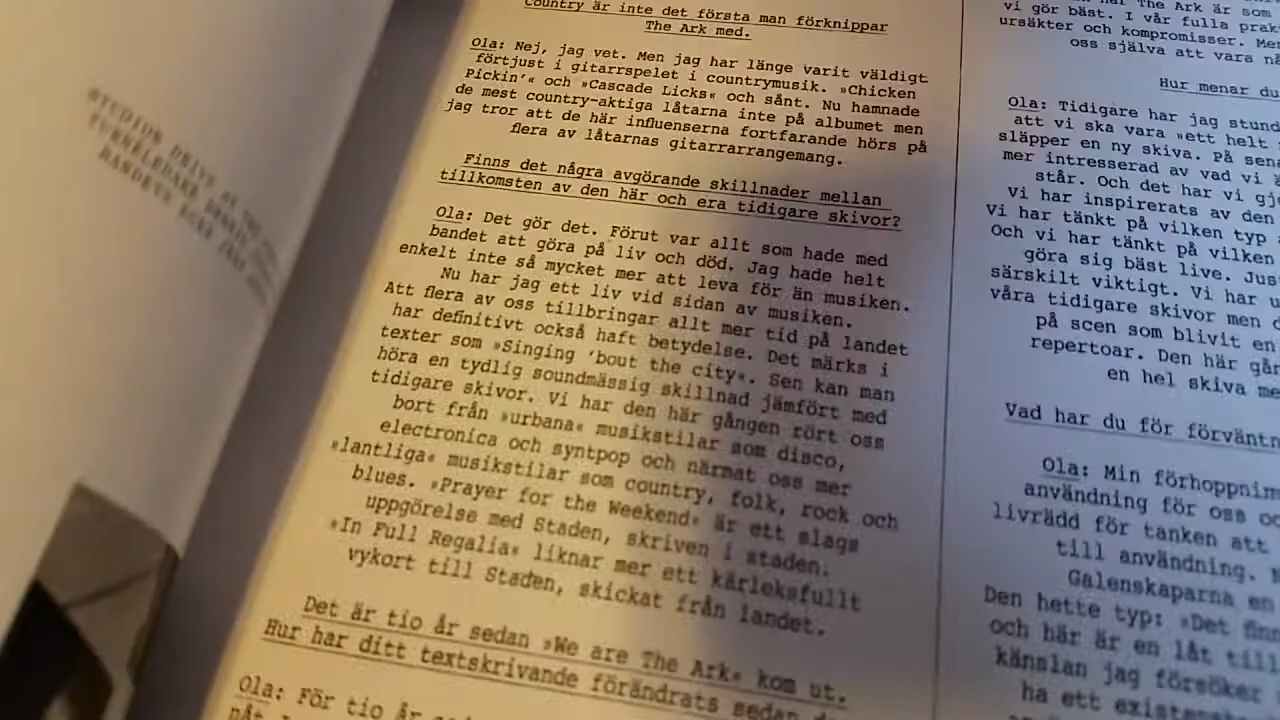 STUDION DRIVS AV
TURNÉLEDARE
BANDETS
Country är inte det första man förknippar
The Ark med.
Ola: Nej, jag vet. Men jag har länge varit väldigt
förtjust i gitarrspelet i countrymusik. »Chicken
Pickin'« och »Cascade Licks« och sånt. Nu hamnade
de mest country-aktiga låtarna inte på albumet men
jag tror att de här influenserna fortfarande hörs på
flera av låtarnas gitarrarrangemang.
Finns det några avgörande skillnader mellan
tillkomsten av den här och era tidigare skivor?
Ola: Det gör det. Förut var allt som hade med
bandet att göra på liv och död. Jag hade helt
enkelt inte så mycket mer att leva för än musiken.
Nu har jag ett liv vid sidan av musiken.
Att flera av oss tillbringar allt mer tid på landet
har definitivt också haft betydelse. Det märks i
texter som »Singing 'bout the city«. Sen kan man
höra en tydlig soundmässig skillnad jämfört med
tidigare skivor. Vi har den här gången rört oss
bort från »urbana« musikstilar som disco,
electronica och syntpop och närmat oss mer
»lantliga« musikstilar som country, folk, rock och
blues. »Prayer for the Weekend« är ett slags
uppgörelse med Staden, skriven i staden.
»In Full Regalia« liknar mer ett kärleksfullt
vykort till Staden, skickat från landet.
Det är tio år sedan »We are The Ark« kom ut.
Hur har ditt textskrivande förändrats sedan
Ola: För tio år
nåt
The Ark är som
vi gör bäst. I vår fulla
ursäkter och kompromisser.
oss själva att vara
Hur menar du
Ola: Tidigare har jag
att vi ska vara »ett helt
släpper en ny skiva. På
mer intresserad av vad vi
står. Och det har vi
Vi har inspirerats av den
Vi har tänkt på vilken typ
Och vi har tänkt på vilken
göra sig bäst live.
särskilt viktigt. Vi har
våra tidigare skivor men
på scen som blivit en
repertoar. Den här
en hel skiva
Vad har du för
Ola: Min
användning för oss
livrädd för tanken att
till användning.
Galenskaparna
Den hette typ: »Det
och här är en låt
känslan jag försöker
ha ett